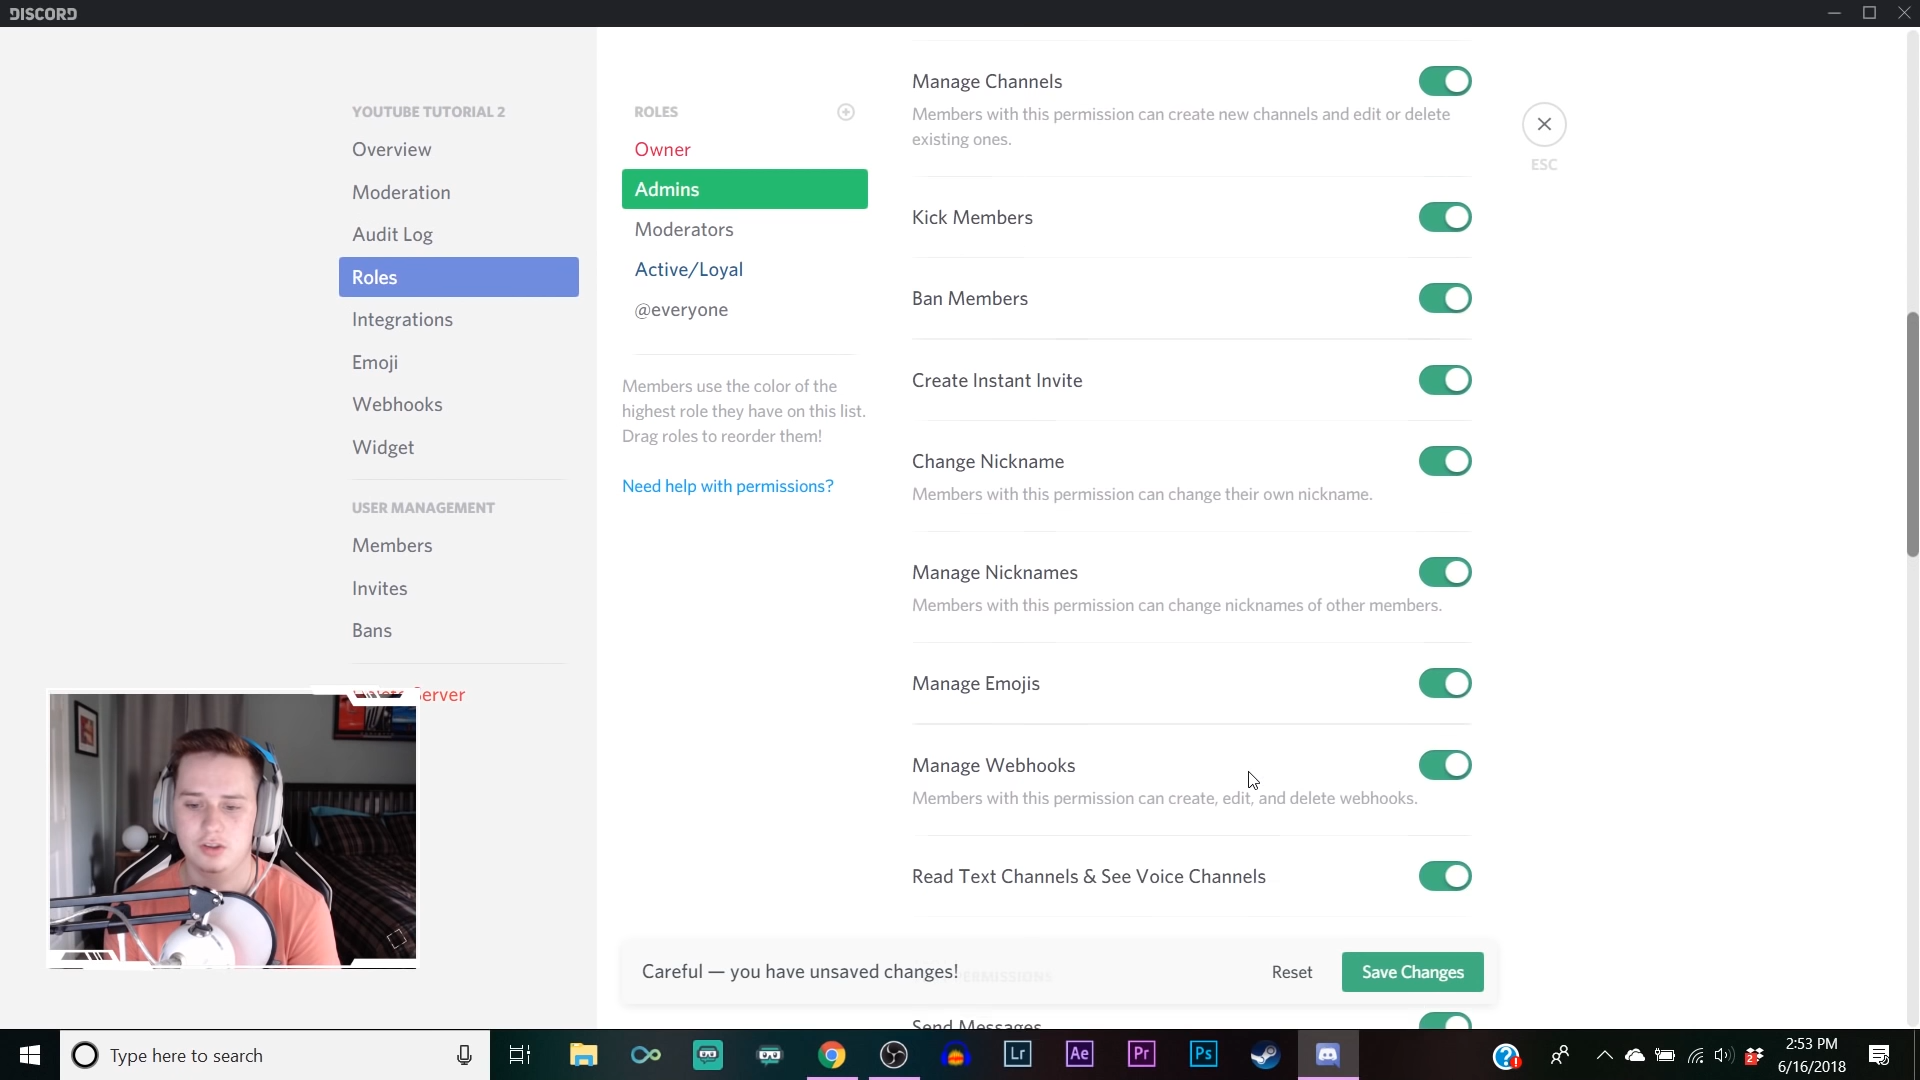 DISCORD
YOUTUBE TUTORIAL 2
Overview
Moderation
Audit Log
Roles
Integrations
Emoji
Webhooks
Widget
USER MANAGEMENT
Members
Invites
Bans
Server
ROLES
Owner
Admins
Moderators
Active/Loyal
@everyone
Members use the color of the
highest role they have on this list.
Drag roles to reorder them!
Need help with permissions?
Manage Channels
Members with this permission can create new channels and edit or delete
existing ones.
Kick Members
Ban Members
Create Instant Invite
Change Nickname
Members with this permission can change their own nickname.
Manage Nicknames
Members with this permission can change nicknames of other members.
Manage Emojis
Manage Webhooks
Members with this permission can create, edit, and delete webhooks.
Read Text Channels & See Voice Channels
ESC
Careful — you have unsaved changes!
Reset
Save Changes
Send Messages
Type here to search
Lr
Ae
Pr
Ps
2:53 PM
6/16/2018